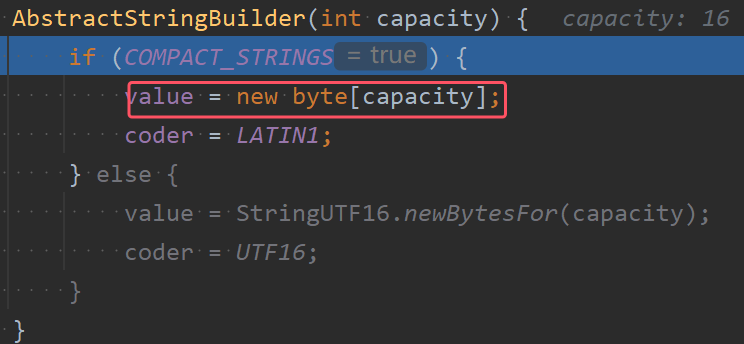 AbstractStringBuilder(int capacity) { capacity: 16
if (COMPACT_STRINGS = true ) {
value = new byte[capacity];
coder = LATIN1;
} else {
value = StringUTF16.newBytesFor(capacity);
coder = UTF16;
}
}